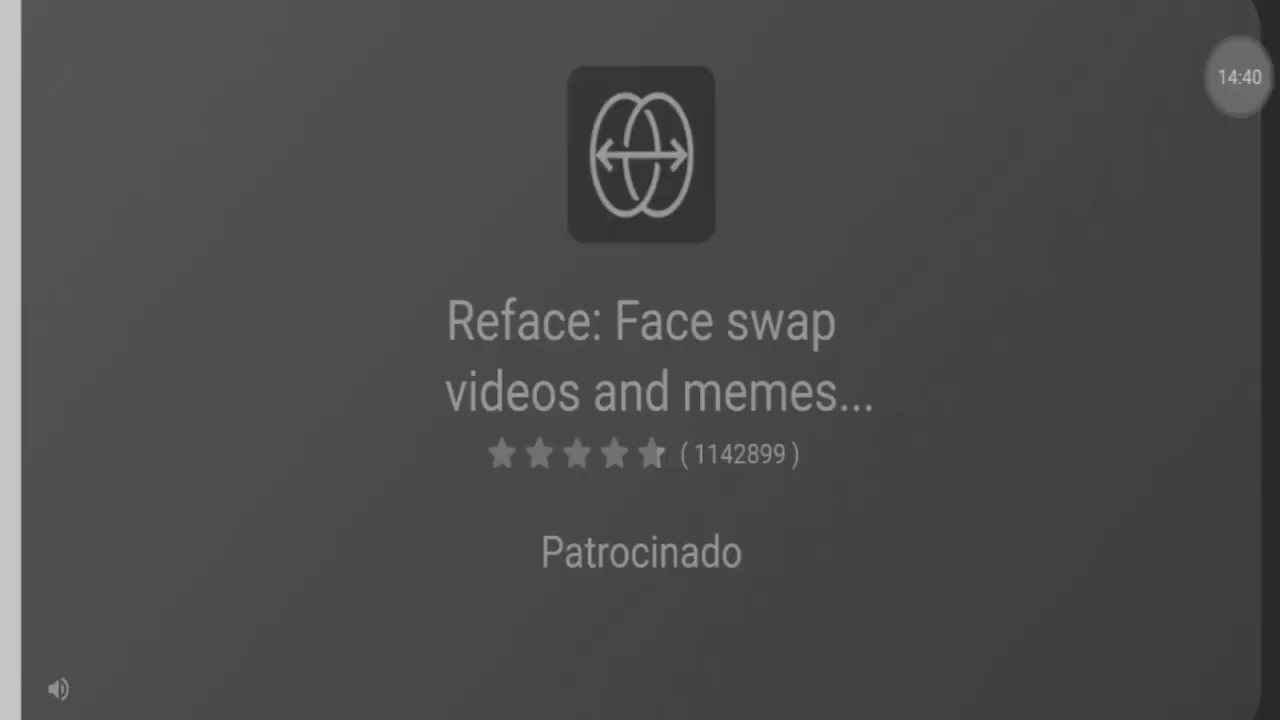 14:40
Reface: Face swap
videos and memes...
( 1142899 )
Patrocinado